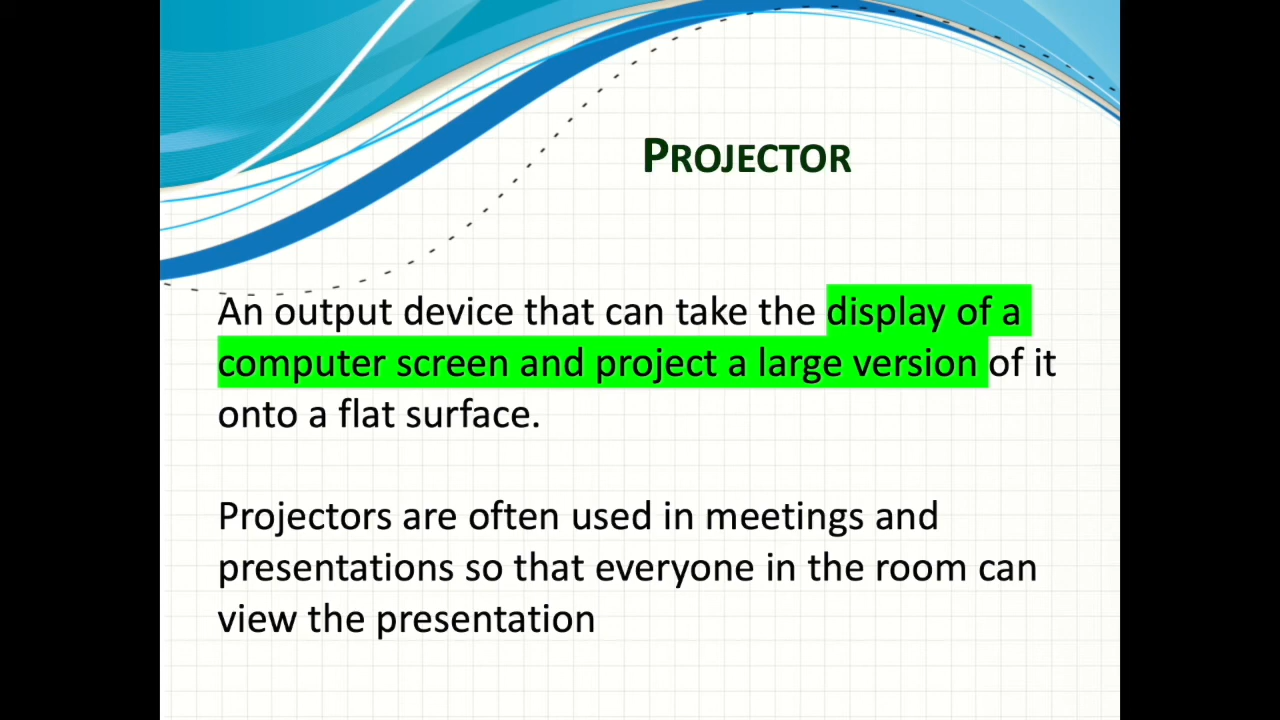 PROJECTOR
An output device that can take the display of a
computer screen and project a large version of it
onto a flat surface.
Projectors are often used in meetings and
presentations so that everyone in the room can
view the presentation